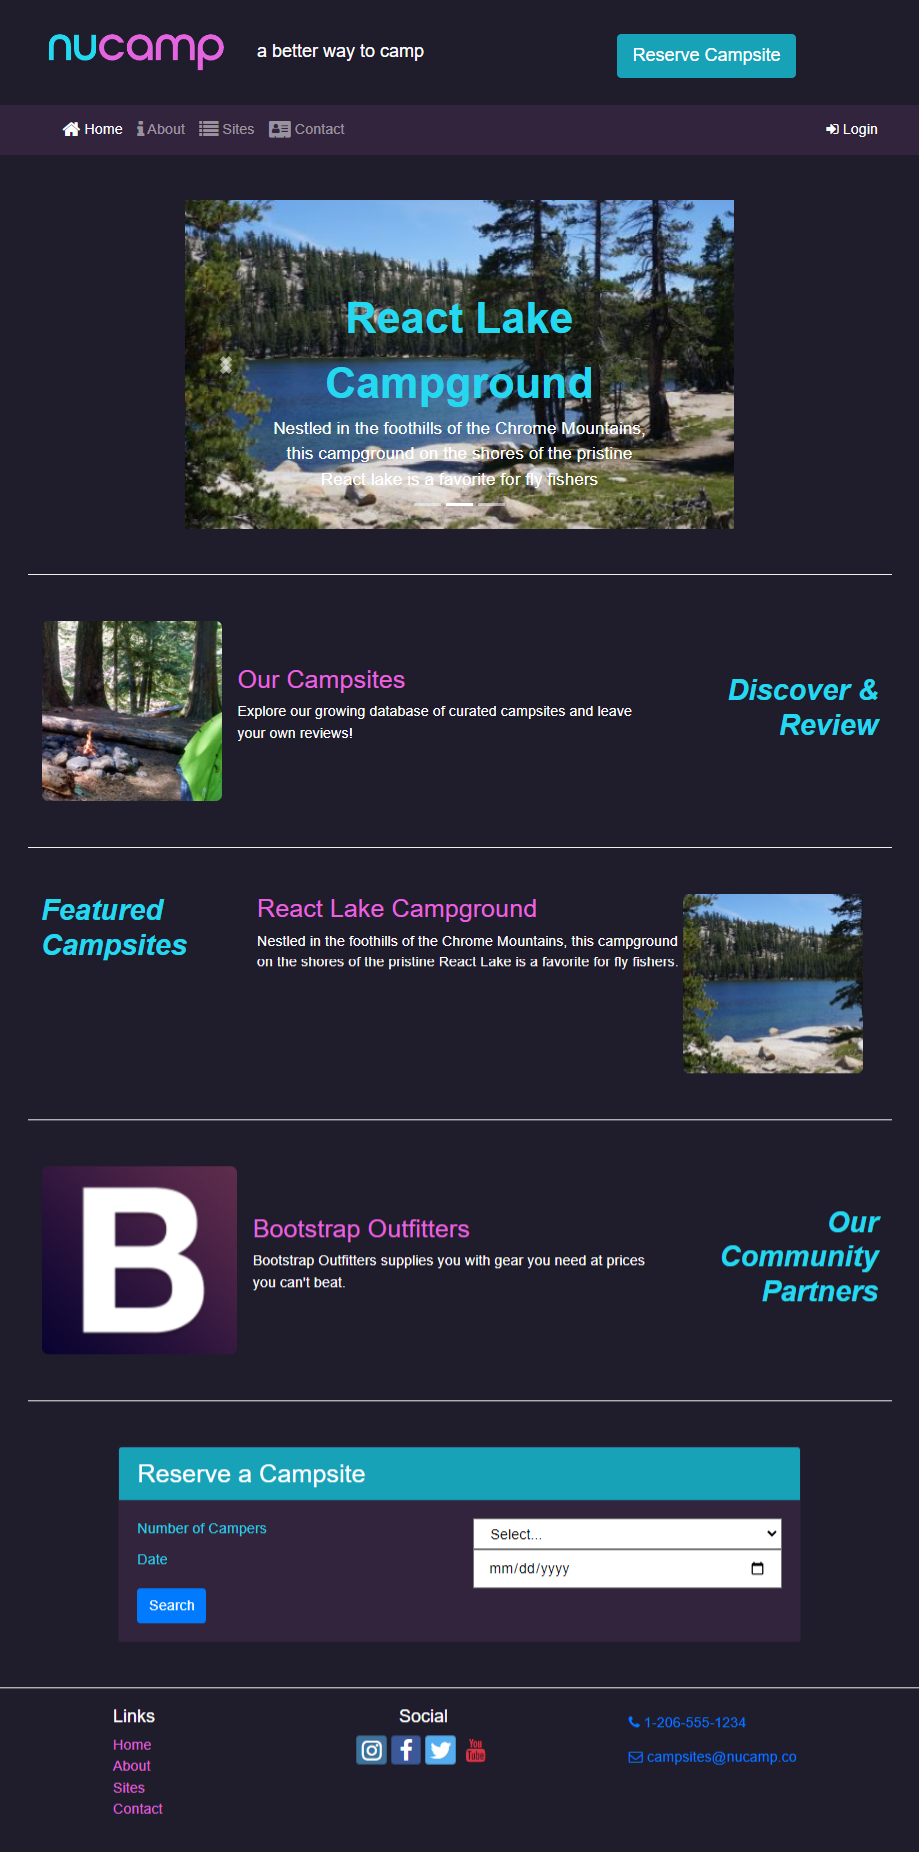 nucamp
a better way to camp
Reserve Campsite
Home About Sites Contact
Login
React Lake
Campground
Nestled in the foothills of the Chrome Mountains,
this campground on the shores of the pristine
React lake is a favorite for fly fishers
Our Campsites
Explore our growing database of curated campsites and leave
your own reviews!
Discover &
Review
Featured
Campsites
React Lake Campground
Nestled in the foothills of the Chrome Mountains, this campground
on the shores of the pristine React Lake is a favorite for fly fishers.
B
Bootstrap Outfitters
Bootstrap Outfitters supplies you with gear you need at prices
you can't beat.
Our
Community
Partners
Reserve a Campsite
Number of Campers
Select...
Date
mm/dd/yyyy
Search
Links
Home
About
Sites
Contact
Social
You
Tube
1-206-555-1234
campsites@nucamp.co